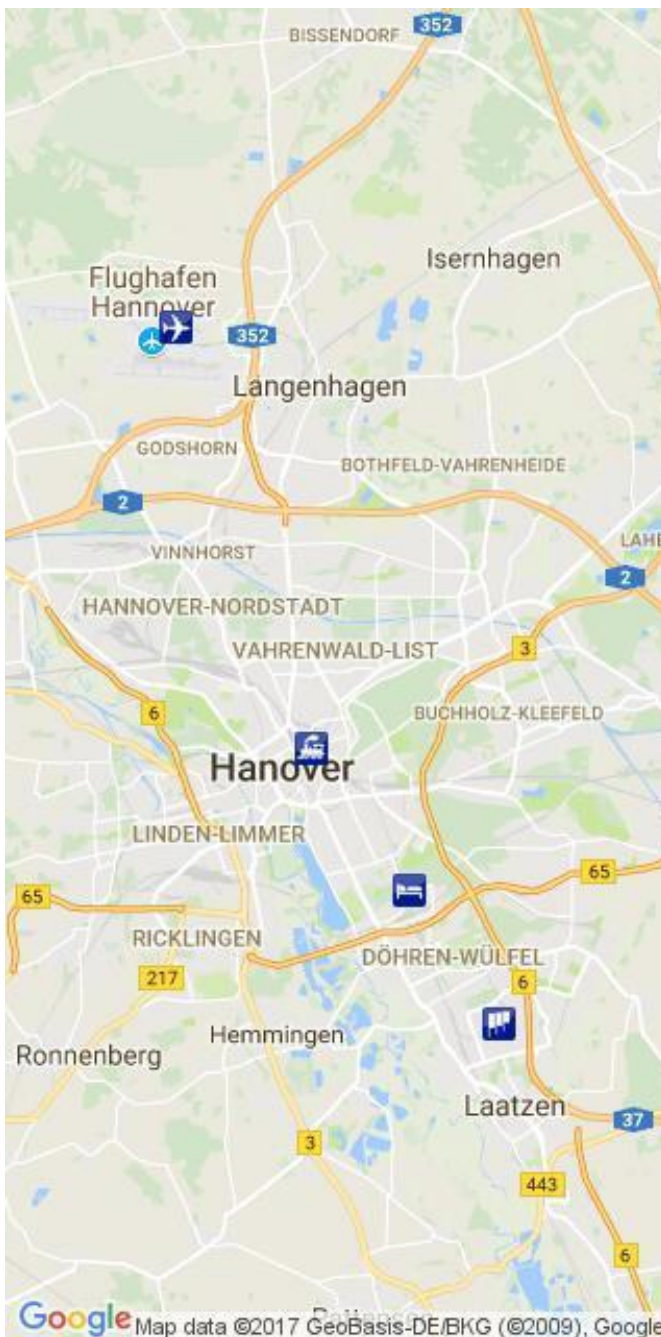 352
BISSENDORF
Isernhagen
Flughafen
Hannover
352
Langenhagen
GODSHORN
BOTHFELD-VAHRENHEIDE
2
LAHE
VINNHORST
2
HANNOVER-NORDSTADT
3
VAHRENWALD-LIST
6
BUCHHOLZ-KLEEFELD
Hanover
LINDEN-LIMMER
65
65
RICKLINGEN
DÖHREN-WÜLFEL
217
6
Hemmingen
Ronnenberg
Laatzen
37
3
443
6
Google Map data ©2017 GeoBasis-DE/BKG (©2009), Google